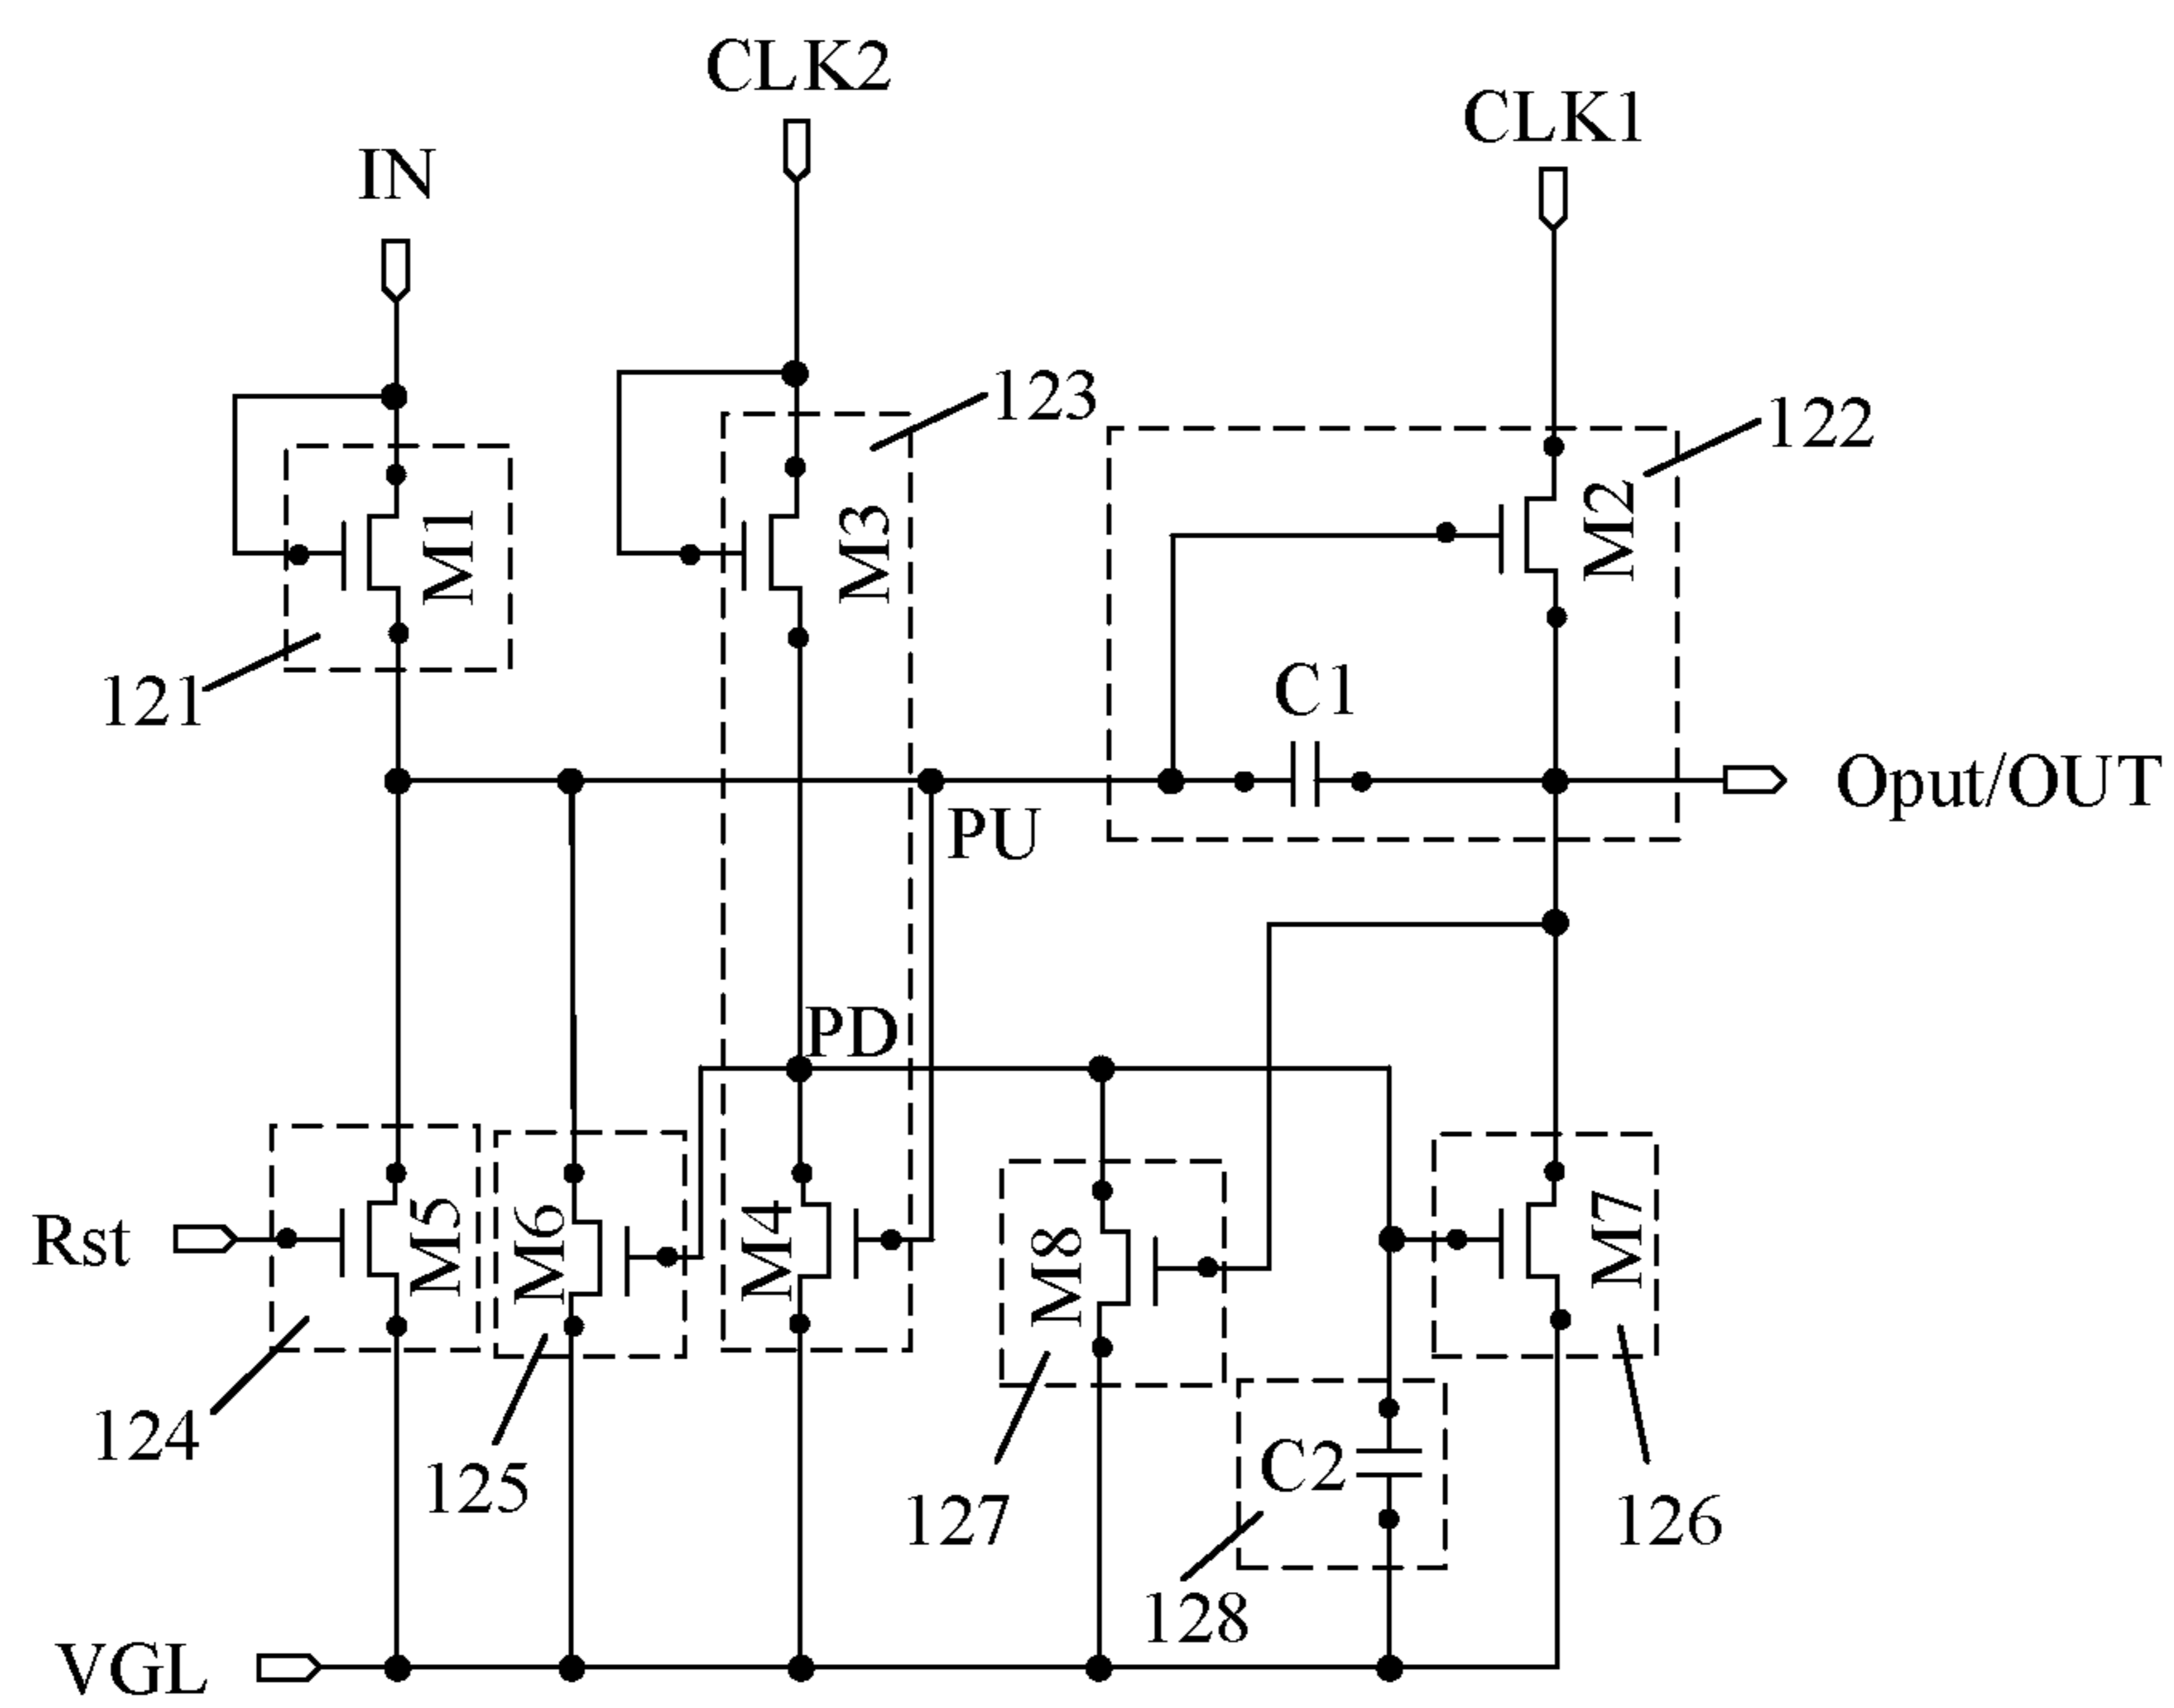 CLK2
CLK1
IN
123
122
M1
M3
M2
121
C1
Oput/OUT
PU
PD
Rst
M5
M6
M4
M8
M7
124
125
C2
127
126
128
VGL